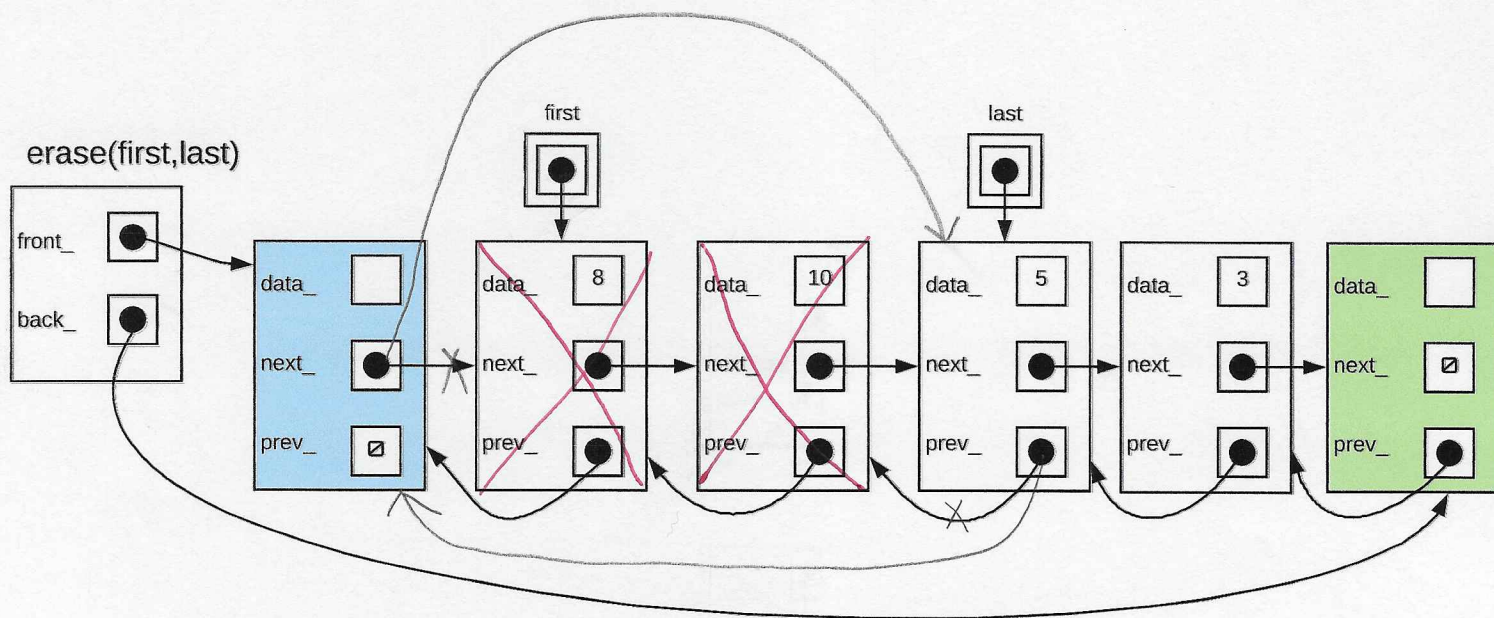 erase(first,last)
first
last
front_
back_
data_
next_
prev_
data_ 8
next_
prev_
data_ 10
next_
prev_
data_ 5
next_
prev_
data_ 3
next_
prev_
data_
next_
prev_